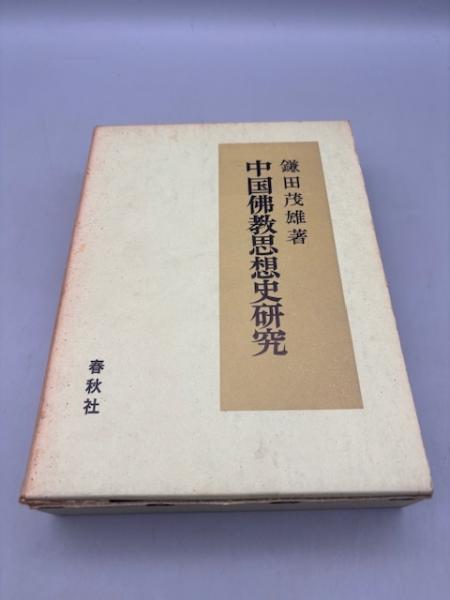 鎌田茂雄著
中国佛教思想史研究
春秋社